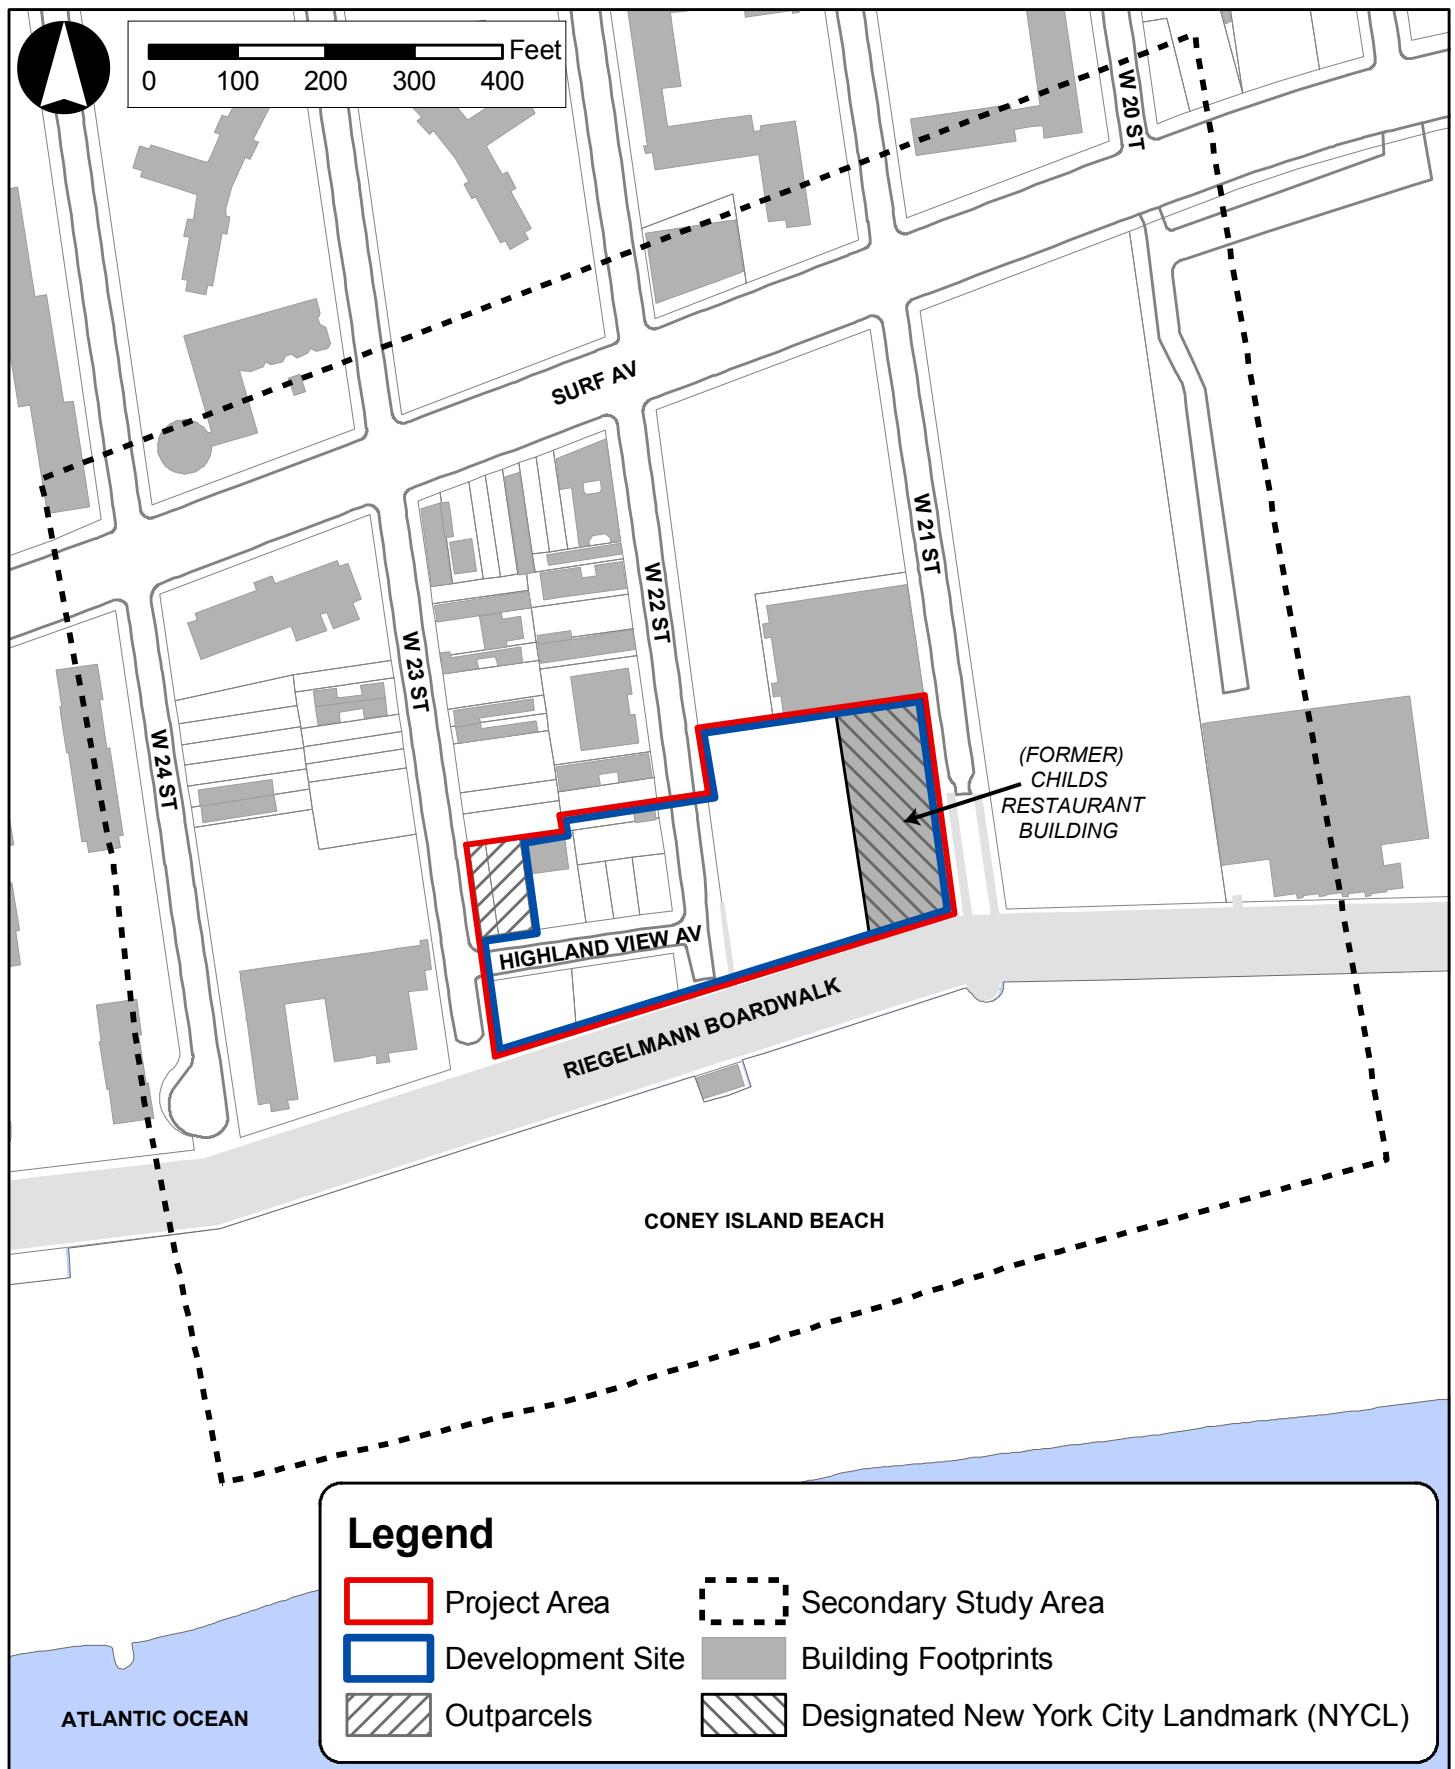 Feet
0 100 200 300 400
W 20 ST
SURF AV
W 21 ST
W 22 ST
W 23 ST
W 24 ST
(FORMER)
CHILDS
RESTAURANT
BUILDING
HIGHLAND VIEW AV
RIEGELMANN BOARDWALK
CONEY ISLAND BEACH
Legend
Project Area
Secondary Study Area
Development Site
Building Footprints
Outparcels
Designated New York City Landmark (NYCL)
ATLANTIC OCEAN